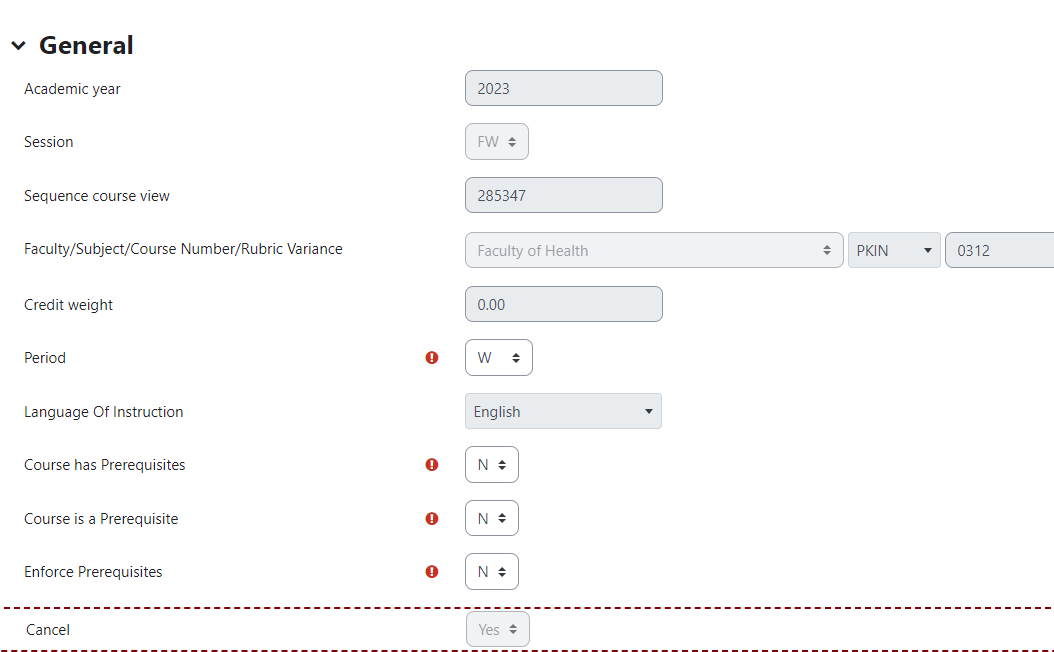 General
Academic year 2023
Session FW
Sequence course view 285347
Faculty/Subject/Course Number/Rubric Variance Faculty of Health PKIN 0312
Credit weight 0.00
Period W
Language Of Instruction English
Course has Prerequisites N
Course is a Prerequisite N
Enforce Prerequisites N
Cancel Yes